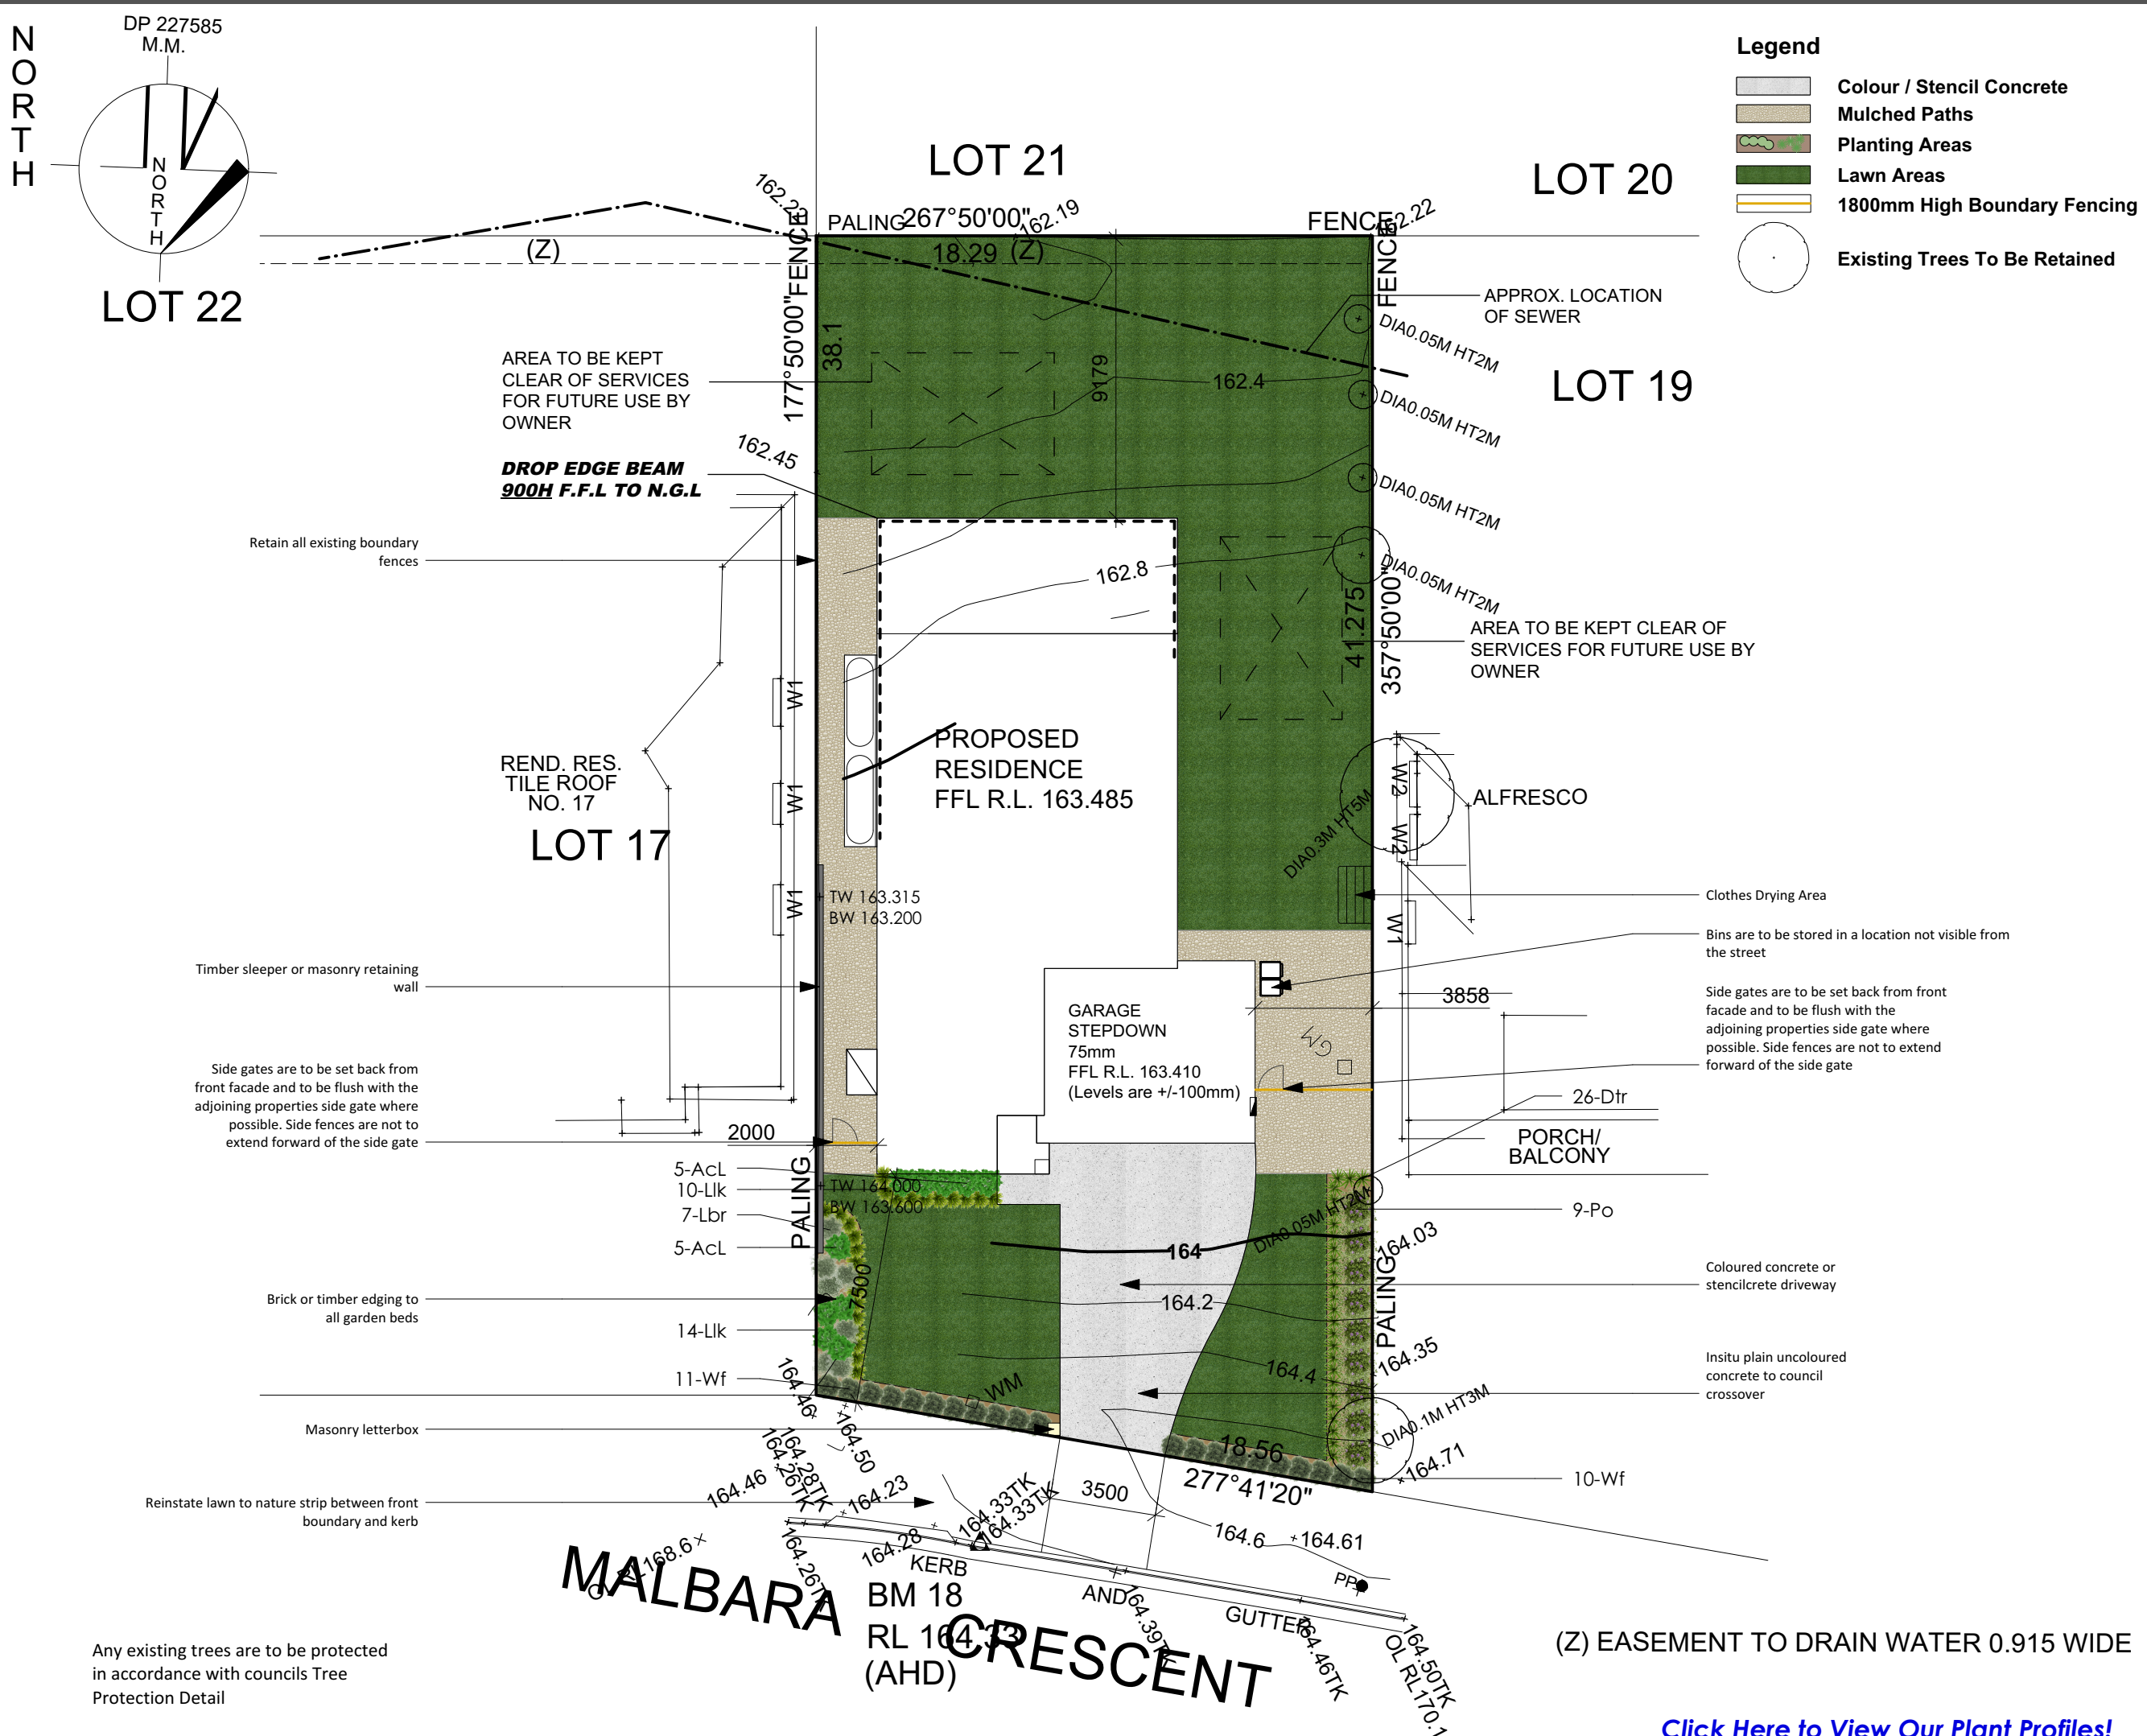 NORTH
DP 227585
M.M.
NORTH
LOT 22
LOT 21
LOT 20
LOT 19
LOT 17
Legend
Colour / Stencil Concrete
Mulched Paths
Planting Areas
Lawn Areas
1800mm High Boundary Fencing
Existing Trees To Be Retained
PALING
267°50'00"
162.19
FENCE
162.22
FENCE
FENCE
(Z)
18.29
(Z)
177°50'00"
38.1
APPROX. LOCATION
OF SEWER
DIA0.05M HT2M
DIA0.05M HT2M
DIA0.05M HT2M
DIA0.05M HT2M
AREA TO BE KEPT
CLEAR OF SERVICES
FOR FUTURE USE BY
OWNER
9179
162.4
162.45
DROP EDGE BEAM
900H F.F.L TO N.G.L
Retain all existing boundary
fences
162.8
41.275
357°50'00"
AREA TO BE KEPT CLEAR OF
SERVICES FOR FUTURE USE BY
OWNER
W1
W1
W1
REND. RES.
TILE ROOF
NO. 17
PROPOSED
RESIDENCE
FFL R.L. 163.485
W2
W2
W1
ALFRESCO
DIA0.3M HT5M
TW 163.315
BW 163.200
Clothes Drying Area
Bins are to be stored in a location not visible from
the street
Timber sleeper or masonry retaining
wall
3858
Side gates are to be set back from front
facade and to be flush with the
adjoining properties side gate where
possible. Side fences are not to extend
forward of the side gate
GARAGE
STEPDOWN
75mm
FFL R.L. 163.410
(Levels are +/-100mm)
GM
Side gates are to be set back from
front facade and to be flush with the
adjoining properties side gate where
possible. Side fences are not to
extend forward of the side gate
2000
26-Dtr
PORCH/
BALCONY
5-AcL
10-Llk
7-Lbr
5-AcL
PALING
TW 164.000
BW 163.600
DIA0.05M HT2M
9-Po
164
164.03
PALING
7500
164.2
Coloured concrete or
stencilcrete driveway
Brick or timber edging to
all garden beds
14-Llk
164.4
164.35
Insitu plain uncoloured
concrete to council
crossover
11-Wf
164.46
WM
DIA0.1M HT3M
Masonry letterbox
164.50
18.56
277°41'20"
164.71
10-Wf
164.28TK
164.26TK
164.46
164.23
164.33TK
164.33TK
3500
Reinstate lawn to nature strip between front
boundary and kerb
164.6
164.61
164.28
164.26TK
KERB
AND
GUTTER
PP
MALBARA
CRESCENT
BM 18
RL 164.33
(AHD)
164.39TK
164.46TK
164.50TK
OL RL170.1
Any existing trees are to be protected
in accordance with councils Tree
Protection Detail
(Z) EASEMENT TO DRAIN WATER 0.915 WIDE
Click Here to View Our Plant Profiles!